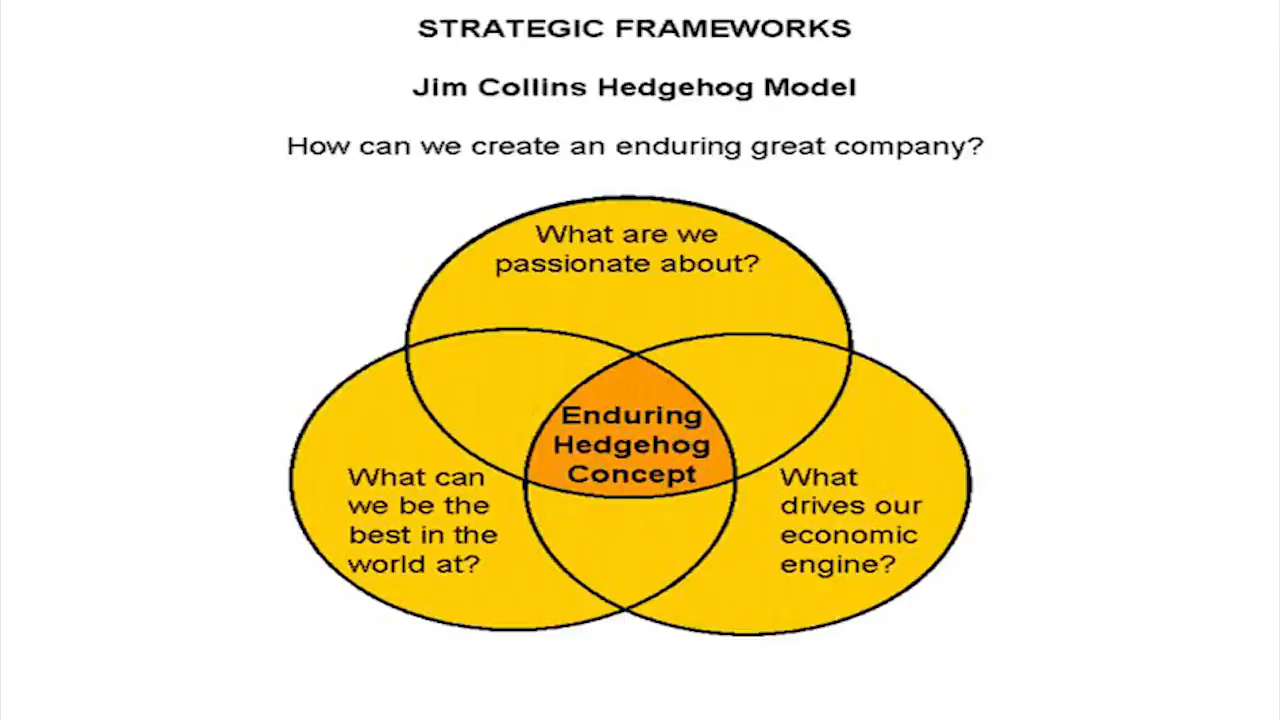 STRATEGIC FRAMEWORKS
Jim Collins Hedgehog Model
How can we create an enduring great company?
What are we
passionate about?
Enduring
Hedgehog
Concept
What can
we be the
best in the
world at?
What
drives our
economic
engine?